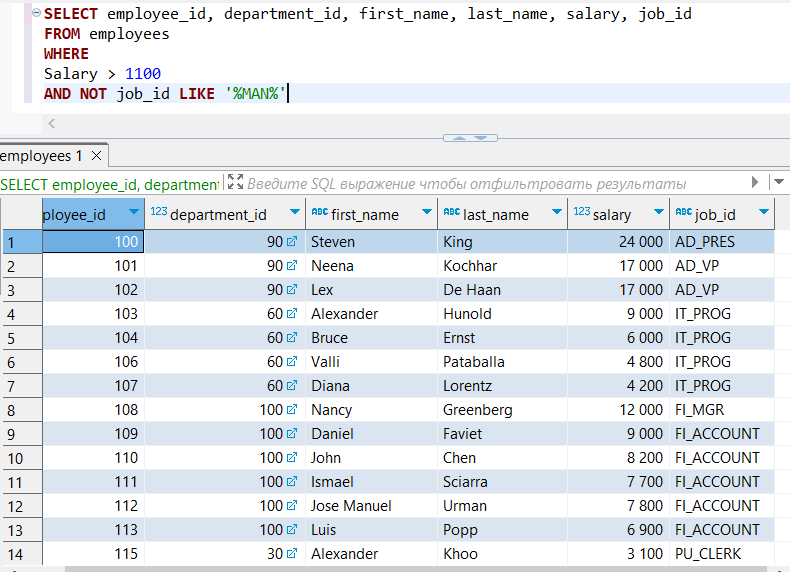 SELECT employee_id, department_id, first_name, last_name, salary, job_id
FROM employees
WHERE
Salary > 1100
AND NOT job_id LIKE '%MAN%'
employees 1
SELECT employee_id, department Введите SQL выражение чтобы отфильтровать результаты
ployee_id 123 department_id ABC first_name ABC last_name 123 salary ABC job_id
1 100 90 Steven King 24 000 AD_PRES
2 101 90 Neena Kochhar 17 000 AD_VP
3 102 90 Lex De Haan 17 000 AD_VP
4 103 60 Alexander Hunold 9 000 IT_PROG
5 104 60 Bruce Ernst 6 000 IT_PROG
6 106 60 Valli Pataballa 4 800 IT_PROG
7 107 60 Diana Lorentz 4 200 IT_PROG
8 108 100 Nancy Greenberg 12 000 FI_MGR
9 109 100 Daniel Faviet 9 000 FI_ACCOUNT
10 110 100 John Chen 8 200 FI_ACCOUNT
11 111 100 Ismael Sciarra 7 700 FI_ACCOUNT
12 112 100 Jose Manuel Urman 7 800 FI_ACCOUNT
13 113 100 Luis Popp 6 900 FI_ACCOUNT
14 115 30 Alexander Khoo 3 100 PU_CLERK